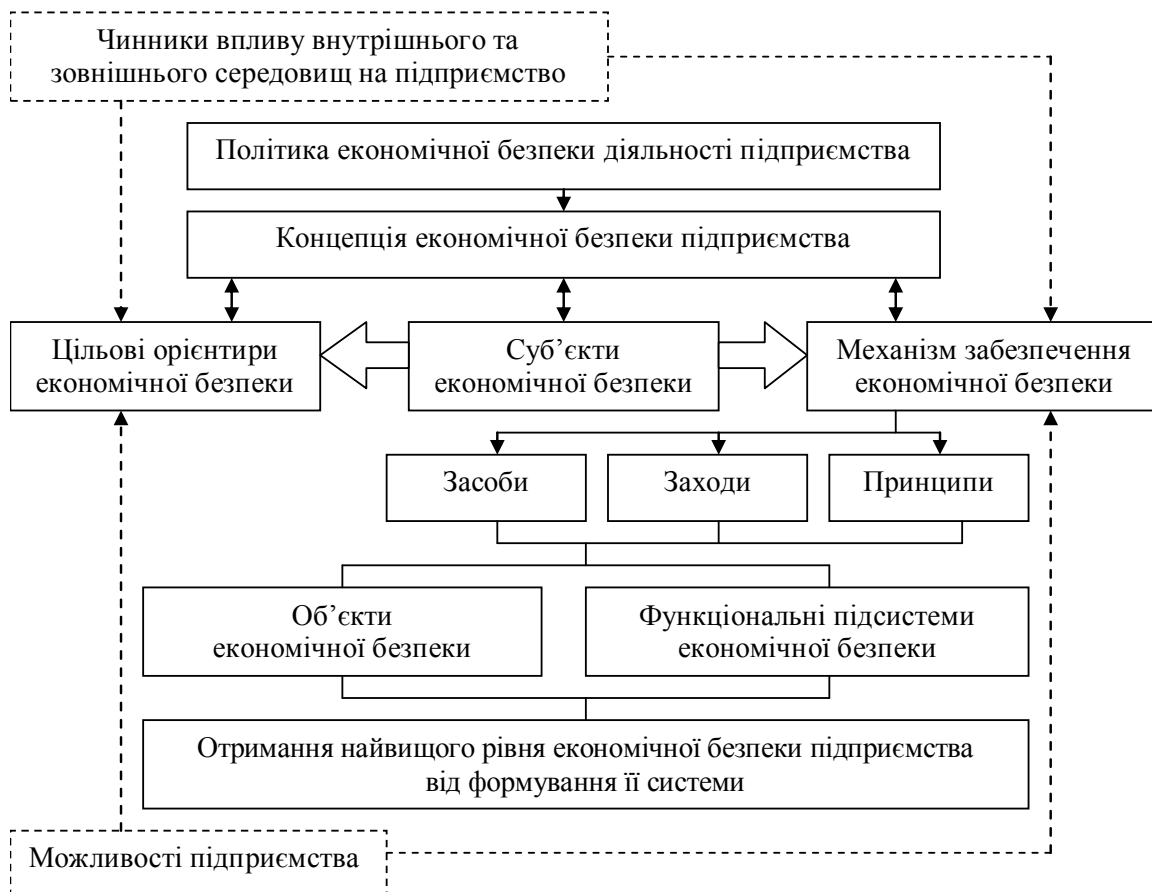 Чинники впливу внутрішнього та
зовнішнього середовищ на підприємство
Політика економічної безпеки діяльності підприємства
Концепція економічної безпеки підприємства
Цільові орієнтири
економічної безпеки
Суб’єкти
економічної безпеки
Механізм забезпечення
економічної безпеки
Засоби
Заходи
Принципи
Об’єкти
економічної безпеки
Функціональні підсистеми
економічної безпеки
Отримання найвищого рівня економічної безпеки підприємства
від формування її системи
Можливості підприємства